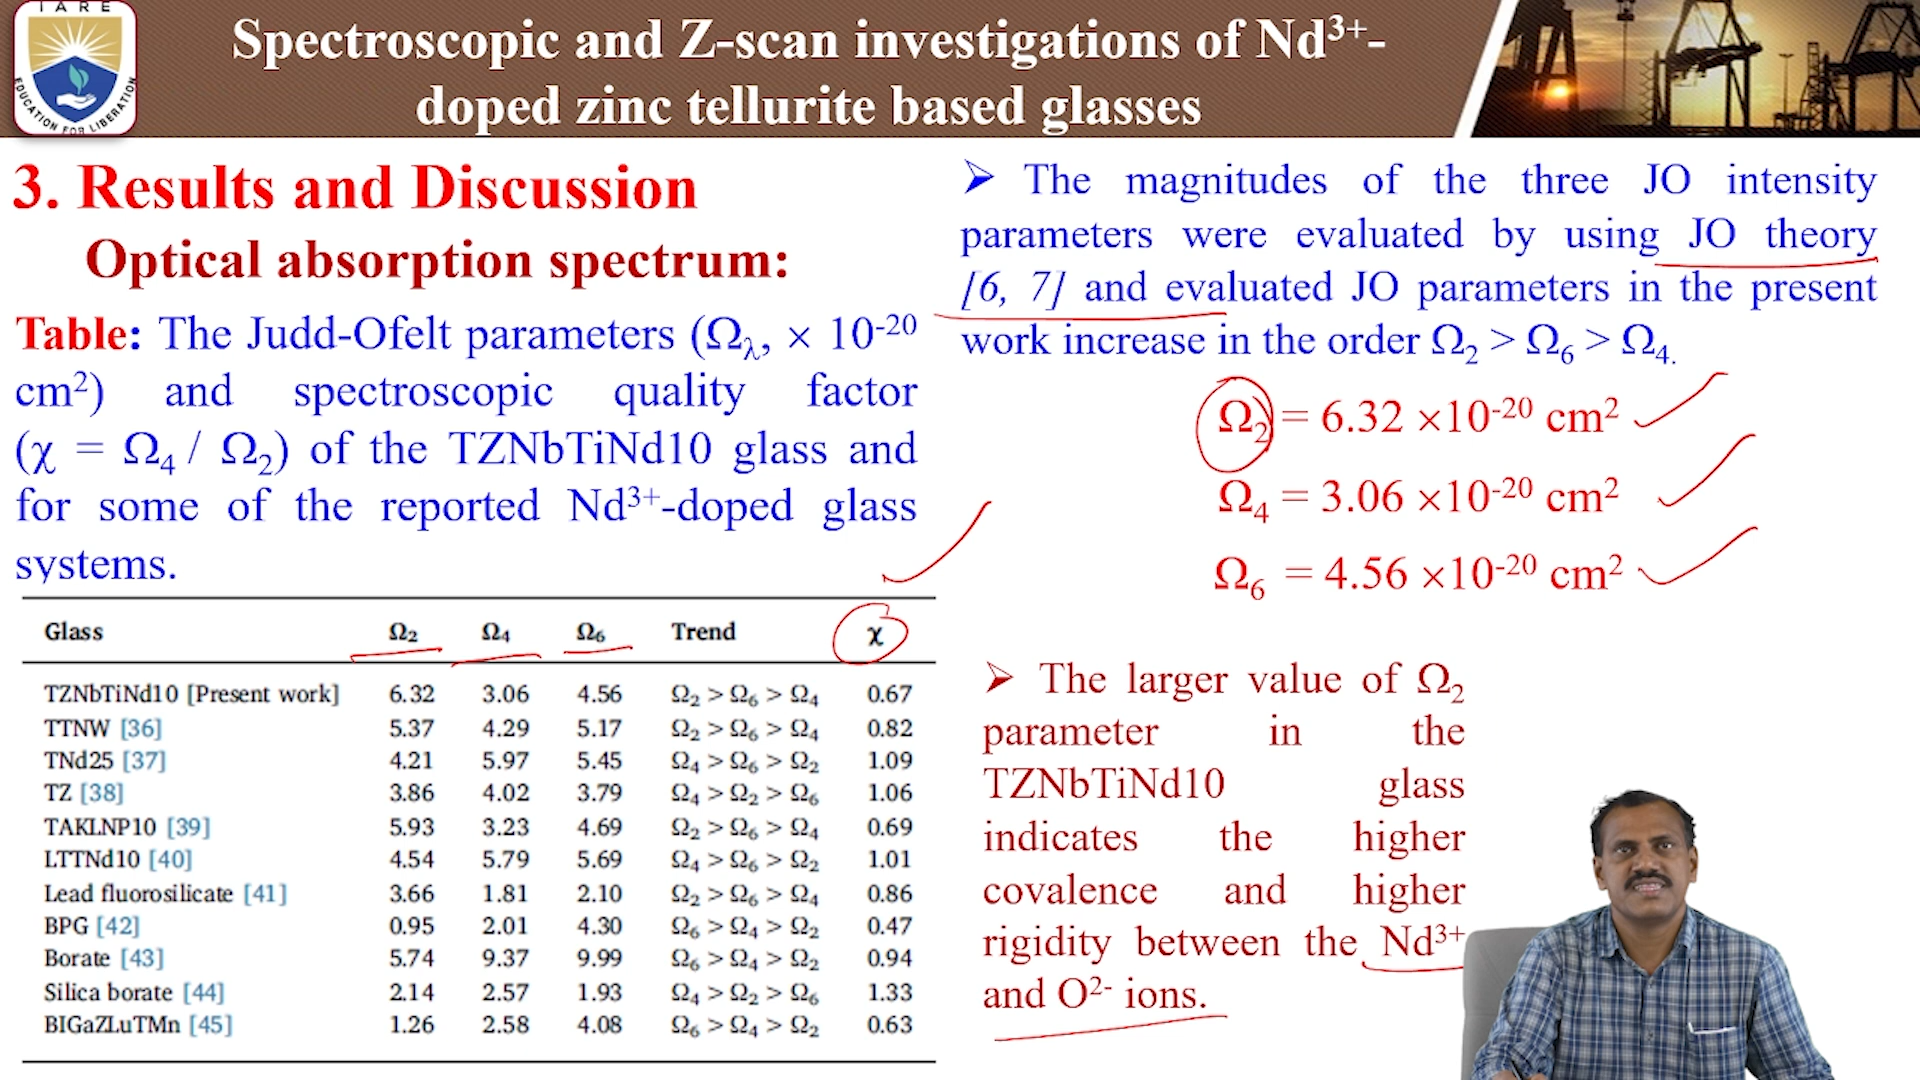 IARE
EDUCATION FOR LIBERATION
Spectroscopic and Z-scan investigations of Nd³⁺-
doped zinc tellurite based glasses
3. Results and Discussion
Optical absorption spectrum:
Table: The Judd-Ofelt parameters (Ω_λ, × 10⁻²⁰
cm²) and spectroscopic quality factor
(χ = Ω₄ / Ω₂) of the TZNbTiNd10 glass and
for some of the reported Nd³⁺-doped glass
systems.
Glass Ω₂ Ω₄ Ω₆ Trend χ
TZNbTiNd10 [Present work] 6.32 3.06 4.56 Ω₂ > Ω₆ > Ω₄ 0.67
TTNW [36] 5.37 4.29 5.17 Ω₂ > Ω₆ > Ω₄ 0.82
TNd25 [37] 4.21 5.97 5.45 Ω₄ > Ω₆ > Ω₂ 1.09
TZ [38] 3.86 4.02 3.79 Ω₄ > Ω₂ > Ω₆ 1.06
TAKLNP10 [39] 5.93 3.23 4.69 Ω₂ > Ω₆ > Ω₄ 0.69
LTTNd10 [40] 4.54 5.79 5.69 Ω₄ > Ω₆ > Ω₂ 1.01
Lead fluorosilicate [41] 3.66 1.81 2.10 Ω₂ > Ω₆ > Ω₄ 0.86
BPG [42] 0.95 2.01 4.30 Ω₆ > Ω₄ > Ω₂ 0.47
Borate [43] 5.74 9.37 9.99 Ω₆ > Ω₄ > Ω₂ 0.94
Silica borate [44] 2.14 2.57 1.93 Ω₄ > Ω₂ > Ω₆ 1.33
BIGaZLuTMn [45] 1.26 2.58 4.08 Ω₆ > Ω₄ > Ω₂ 0.63
➢ The magnitudes of the three JO intensity
parameters were evaluated by using JO theory
[6, 7] and evaluated JO parameters in the present
work increase in the order Ω₂ > Ω₆ > Ω₄.
Ω₂ = 6.32 ×10⁻²⁰ cm²
Ω₄ = 3.06 ×10⁻²⁰ cm²
Ω₆ = 4.56 ×10⁻²⁰ cm²
➢ The larger value of Ω₂
parameter in the
TZNbTiNd10 glass
indicates the higher
covalence and higher
rigidity between the Nd³⁺
and O²⁻ ions.